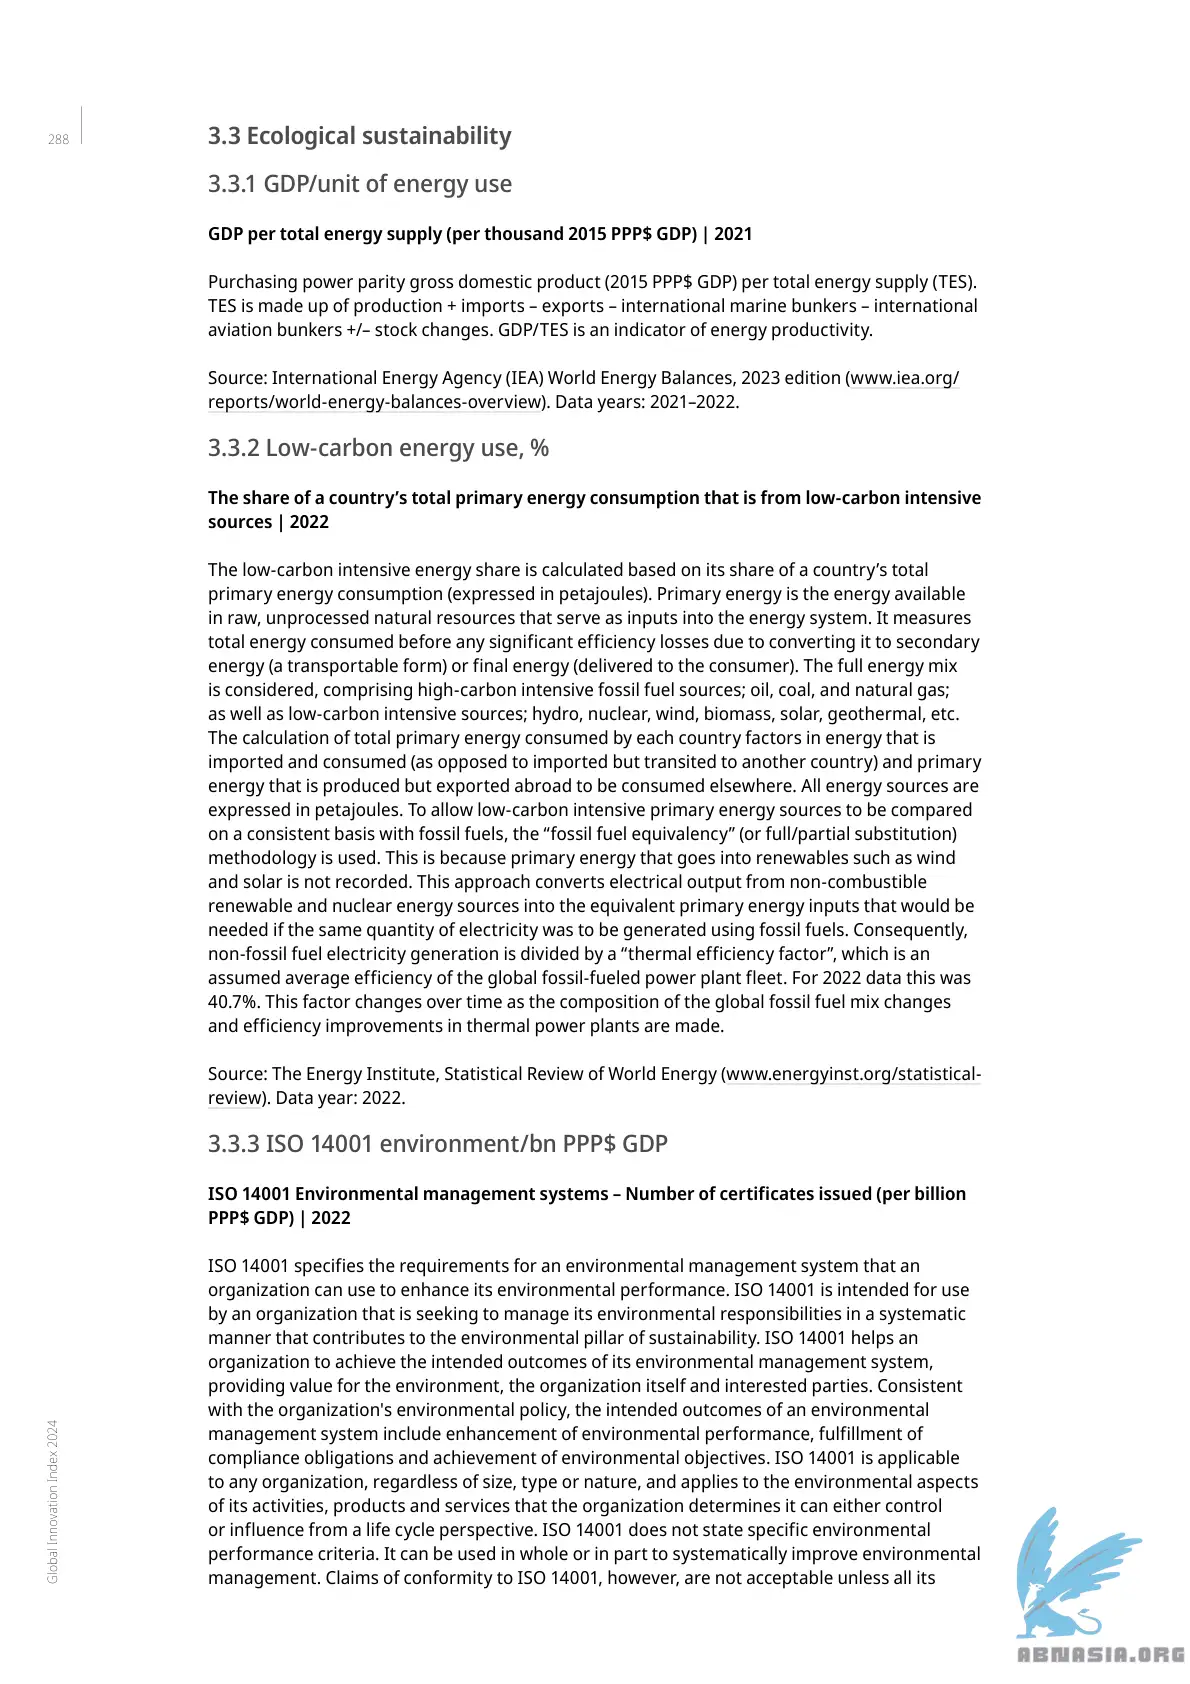 288
3.3 Ecological sustainability
3.3.1 GDP/unit of energy use
GDP per total energy supply (per thousand 2015 PPP$ GDP) | 2021
Purchasing power parity gross domestic product (2015 PPP$ GDP) per total energy supply (TES).
TES is made up of production + imports – exports – international marine bunkers – international
aviation bunkers +/– stock changes. GDP/TES is an indicator of energy productivity.
Source: International Energy Agency (IEA) World Energy Balances, 2023 edition (www.iea.org/
reports/world-energy-balances-overview). Data years: 2021–2022.
3.3.2 Low-carbon energy use, %
The share of a country’s total primary energy consumption that is from low-carbon intensive
sources | 2022
The low-carbon intensive energy share is calculated based on its share of a country’s total
primary energy consumption (expressed in petajoules). Primary energy is the energy available
in raw, unprocessed natural resources that serve as inputs into the energy system. It measures
total energy consumed before any significant efficiency losses due to converting it to secondary
energy (a transportable form) or final energy (delivered to the consumer). The full energy mix
is considered, comprising high-carbon intensive fossil fuel sources; oil, coal, and natural gas;
as well as low-carbon intensive sources; hydro, nuclear, wind, biomass, solar, geothermal, etc.
The calculation of total primary energy consumed by each country factors in energy that is
imported and consumed (as opposed to imported but transited to another country) and primary
energy that is produced but exported abroad to be consumed elsewhere. All energy sources are
expressed in petajoules. To allow low-carbon intensive primary energy sources to be compared
on a consistent basis with fossil fuels, the “fossil fuel equivalency” (or full/partial substitution)
methodology is used. This is because primary energy that goes into renewables such as wind
and solar is not recorded. This approach converts electrical output from non-combustible
renewable and nuclear energy sources into the equivalent primary energy inputs that would be
needed if the same quantity of electricity was to be generated using fossil fuels. Consequently,
non-fossil fuel electricity generation is divided by a “thermal efficiency factor”, which is an
assumed average efficiency of the global fossil-fueled power plant fleet. For 2022 data this was
40.7%. This factor changes over time as the composition of the global fossil fuel mix changes
and efficiency improvements in thermal power plants are made.
Source: The Energy Institute, Statistical Review of World Energy (www.energyinst.org/statistical-
review). Data year: 2022.
3.3.3 ISO 14001 environment/bn PPP$ GDP
ISO 14001 Environmental management systems – Number of certificates issued (per billion
PPP$ GDP) | 2022
ISO 14001 specifies the requirements for an environmental management system that an
organization can use to enhance its environmental performance. ISO 14001 is intended for use
by an organization that is seeking to manage its environmental responsibilities in a systematic
manner that contributes to the environmental pillar of sustainability. ISO 14001 helps an
organization to achieve the intended outcomes of its environmental management system,
providing value for the environment, the organization itself and interested parties. Consistent
with the organization's environmental policy, the intended outcomes of an environmental
management system include enhancement of environmental performance, fulfillment of
compliance obligations and achievement of environmental objectives. ISO 14001 is applicable
to any organization, regardless of size, type or nature, and applies to the environmental aspects
of its activities, products and services that the organization determines it can either control
or influence from a life cycle perspective. ISO 14001 does not state specific environmental
performance criteria. It can be used in whole or in part to systematically improve environmental
management. Claims of conformity to ISO 14001, however, are not acceptable unless all its
Global Innovation Index 2024
ABNASIA.ORG